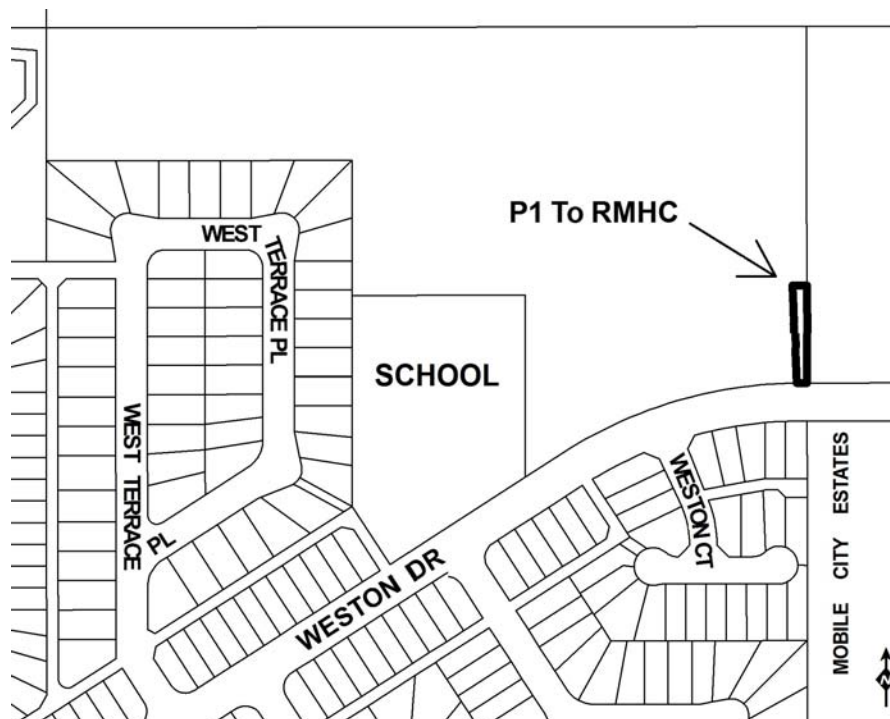 P1 To RMHC
WEST
TERRACE PL
SCHOOL
WEST TERRACE
PL
WESTON DR
WESTON CT
MOBILE CITY ESTATES
N